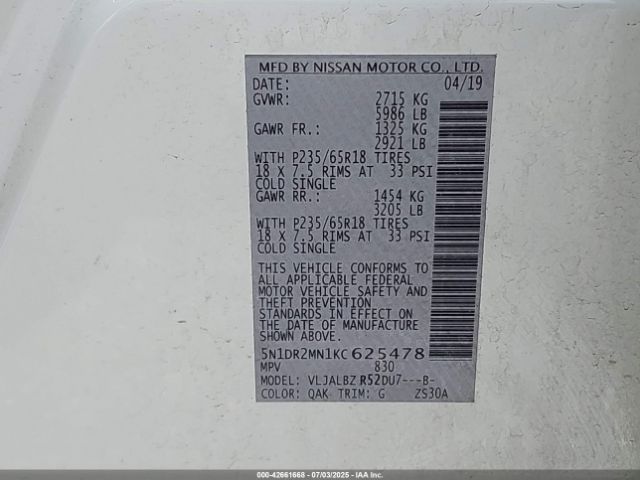 MFD BY NISSAN MOTOR CO., LTD.
DATE: 04/19
GVWR: 2715 KG
5986 LB
GAWR FR.: 1325 KG
2921 LB
WITH P235/65R18 TIRES
18 X 7.5 RIMS AT 33 PSI
COLD SINGLE
GAWR RR.: 1454 KG
3205 LB
WITH P235/65R18 TIRES
18 X 7.5 RIMS AT 33 PSI
COLD SINGLE
THIS VEHICLE CONFORMS TO
ALL APPLICABLE FEDERAL
MOTOR VEHICLE SAFETY AND
THEFT PREVENTION
STANDARDS IN EFFECT ON
THE DATE OF MANUFACTURE
SHOWN ABOVE.
5N1DR2MN1KC625478
MPV 830
MODEL: VLJALBZ R52DU7---B-
COLOR: QAK TRIM: G ZS30A
000-42661668 - 07/03/2025 - COPYRIGHT IAA, LLC.